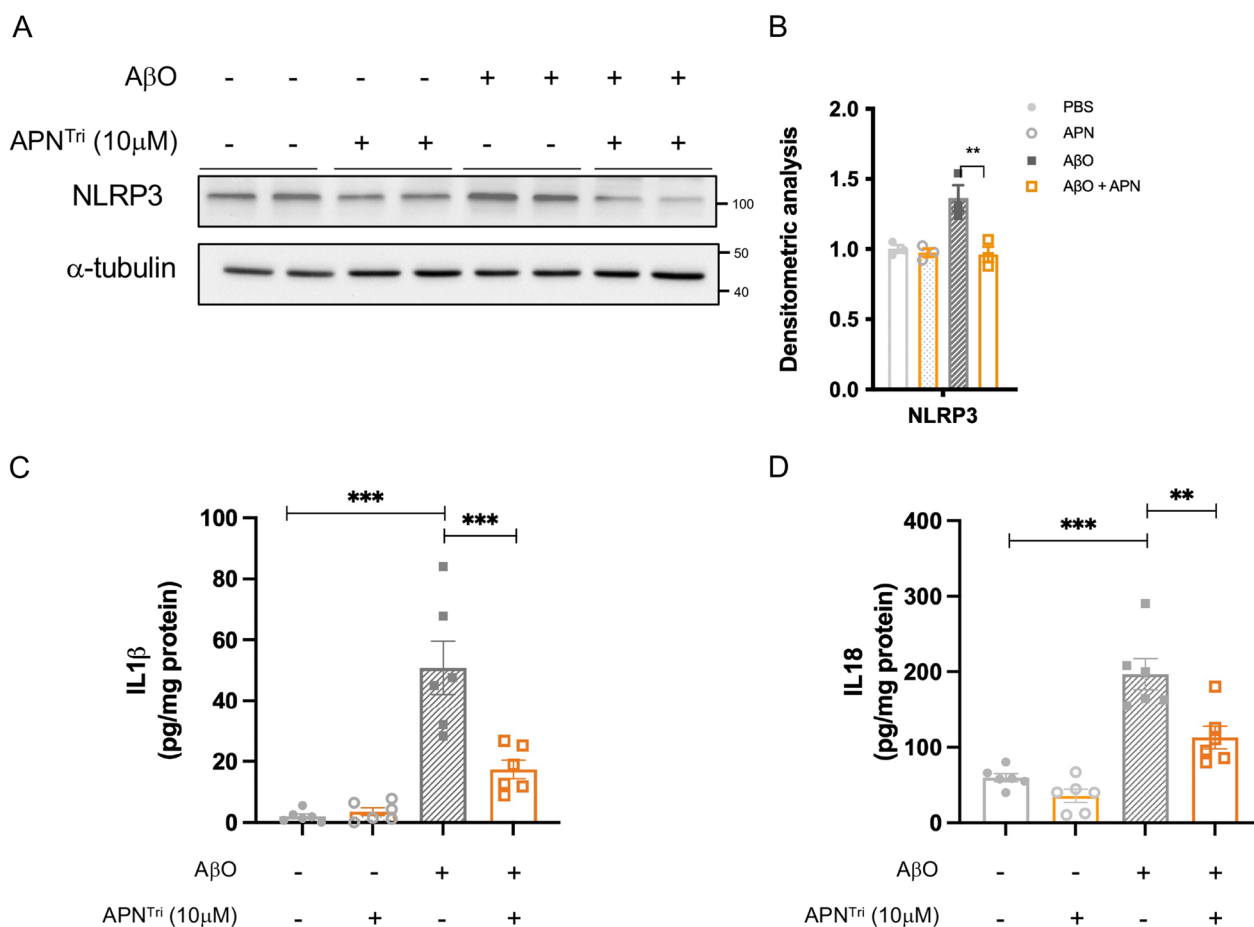 A
AβO - - - - + + + +
APNTri (10μM) - - + + - - + +
NLRP3
100
α-tubulin
50
40
B
Densitometric analysis
2.0
1.5
1.0
0.5
0.0
**
NLRP3
PBS
APN
AβO
AβO + APN
C
IL1β
(pg/mg protein)
100
80
60
40
20
0
***
***
AβO - - + +
APNTri (10μM) - + - +
D
IL18
(pg/mg protein)
400
300
200
100
0
***
**
AβO - - + +
APNTri (10μM) - + - +